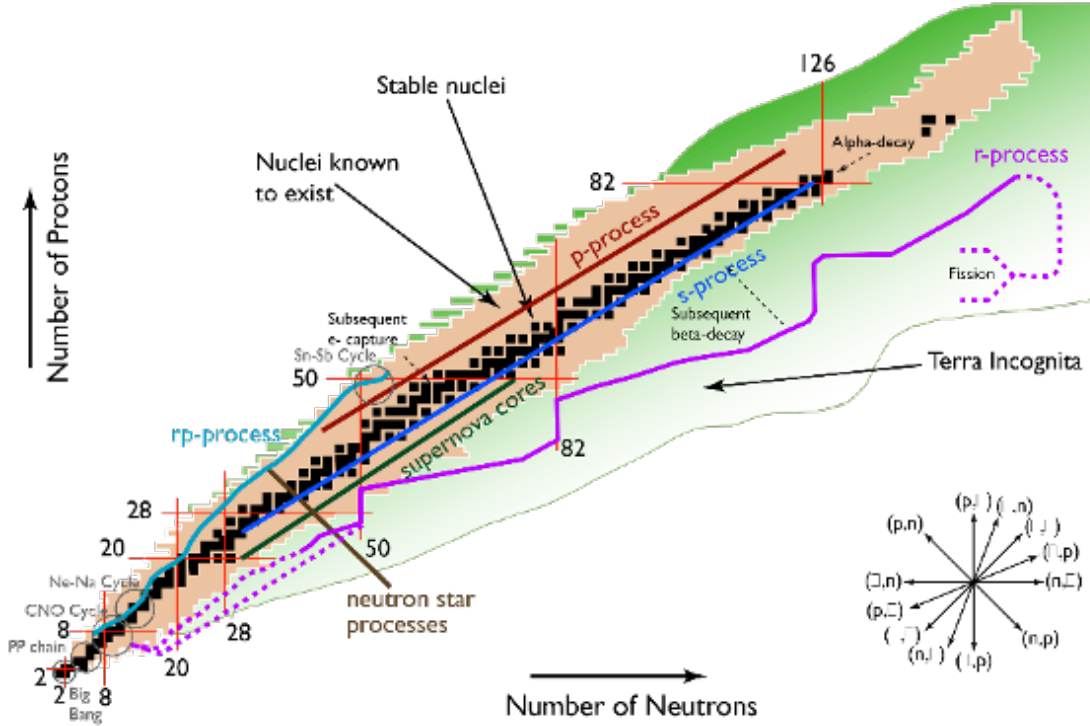 126
Stable nuclei
Alpha-decay
r-process
Nuclei known
to exist
82
p-process
Number of Protons
s-process
Fission
Subsequent
e- capture
Subsequent
beta-decay
Sn-Sb Cycle
50
Terra Incognita
rp-process
supernova cores
82
28
50
(p,n)
20
Ne-Na Cycle
neutron star
processes
CNO Cycle
8
28
PP chain
20
(n,p)
2
2
8
Big
Bang
Number of Neutrons